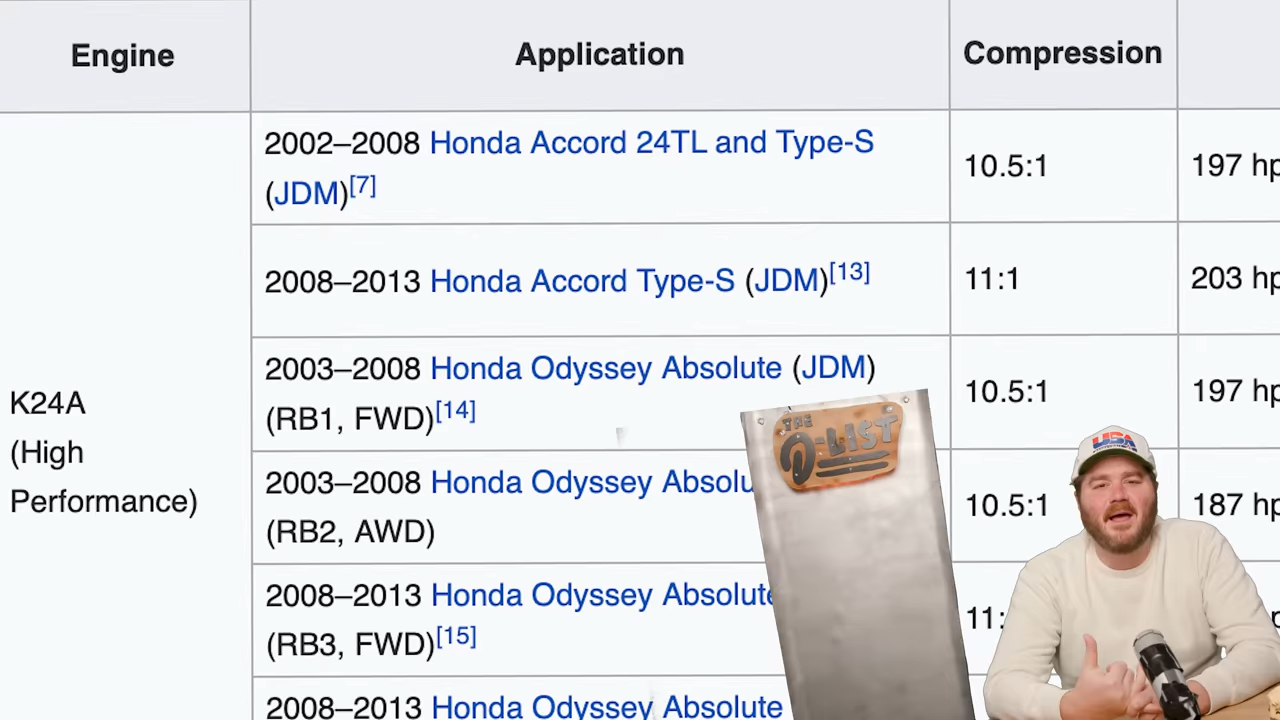 Engine
Application
Compression
2002–2008 Honda Accord 24TL and Type-S
(JDM)[7]
10.5:1
197 hp
2008–2013 Honda Accord Type-S (JDM)[13]
11:1
203 hp
K24A
(High
Performance)
2003–2008 Honda Odyssey Absolute (JDM)
(RB1, FWD)[14]
10.5:1
197 hp
2003–2008 Honda Odyssey Absolu
(RB2, AWD)
10.5:1
187 hp
2008–2013 Honda Odyssey Absolute
(RB3, FWD)[15]
11:
2008–2013 Honda Odyssey Absolute
THE
D-LIST
USA